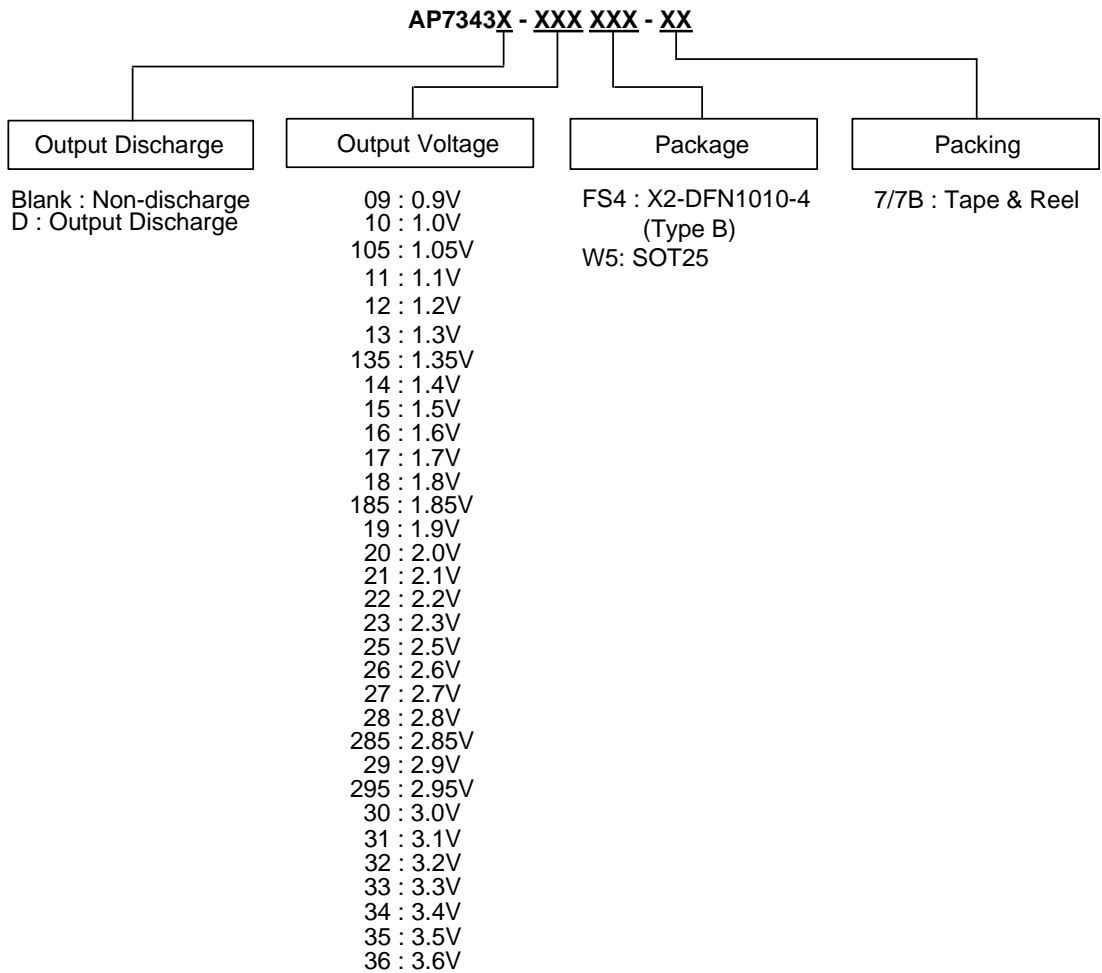 AP7343X - XXX XXX - XX
Output Discharge
Blank : Non-discharge
D : Output Discharge
Output Voltage
09 : 0.9V
10 : 1.0V
105 : 1.05V
11 : 1.1V
12 : 1.2V
13 : 1.3V
135 : 1.35V
14 : 1.4V
15 : 1.5V
16 : 1.6V
17 : 1.7V
18 : 1.8V
185 : 1.85V
19 : 1.9V
20 : 2.0V
21 : 2.1V
22 : 2.2V
23 : 2.3V
25 : 2.5V
26 : 2.6V
27 : 2.7V
28 : 2.8V
285 : 2.85V
29 : 2.9V
295 : 2.95V
30 : 3.0V
31 : 3.1V
32 : 3.2V
33 : 3.3V
34 : 3.4V
35 : 3.5V
36 : 3.6V
Package
FS4 : X2-DFN1010-4
(Type B)
W5: SOT25
Packing
7/7B : Tape & Reel